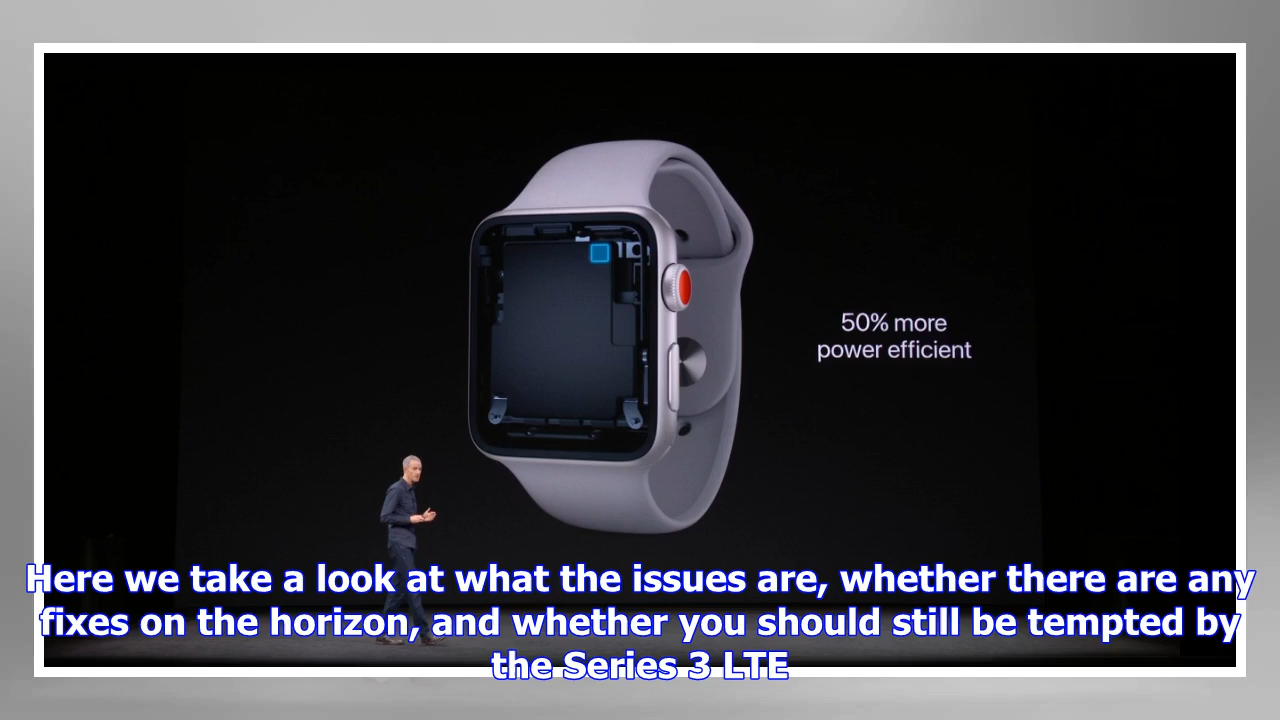 50% more
power efficient
Here we take a look at what the issues are, whether there are any
fixes on the horizon, and whether you should still be tempted by
the Series 3 LTE